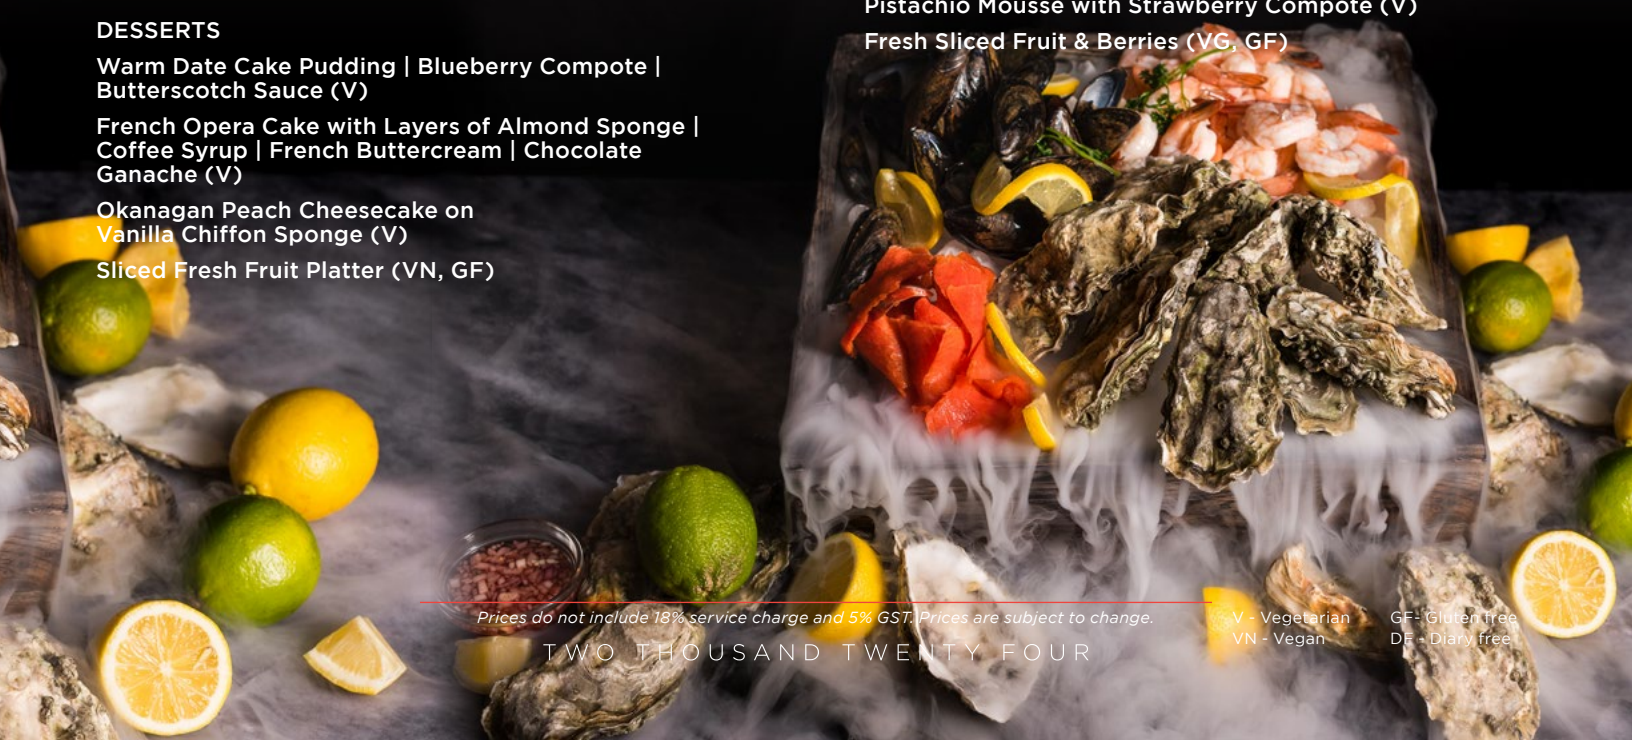 DESSERTS
Warm Date Cake Pudding | Blueberry Compote |
Butterscotch Sauce (V)
French Opera Cake with Layers of Almond Sponge |
Coffee Syrup | French Buttercream | Chocolate
Ganache (V)
Okanagan Peach Cheesecake on
Vanilla Chiffon Sponge (V)
Sliced Fresh Fruit Platter (VN, GF)
Pistachio Mousse with Strawberry Compote (V)
Fresh Sliced Fruit & Berries (VG, GF)
Prices do not include 18% service charge and 5% GST. Prices are subject to change.
TWO THOUSAND TWENTY FOUR
V - Vegetarian
VN - Vegan
GF- Gluten free
DF - Diary free